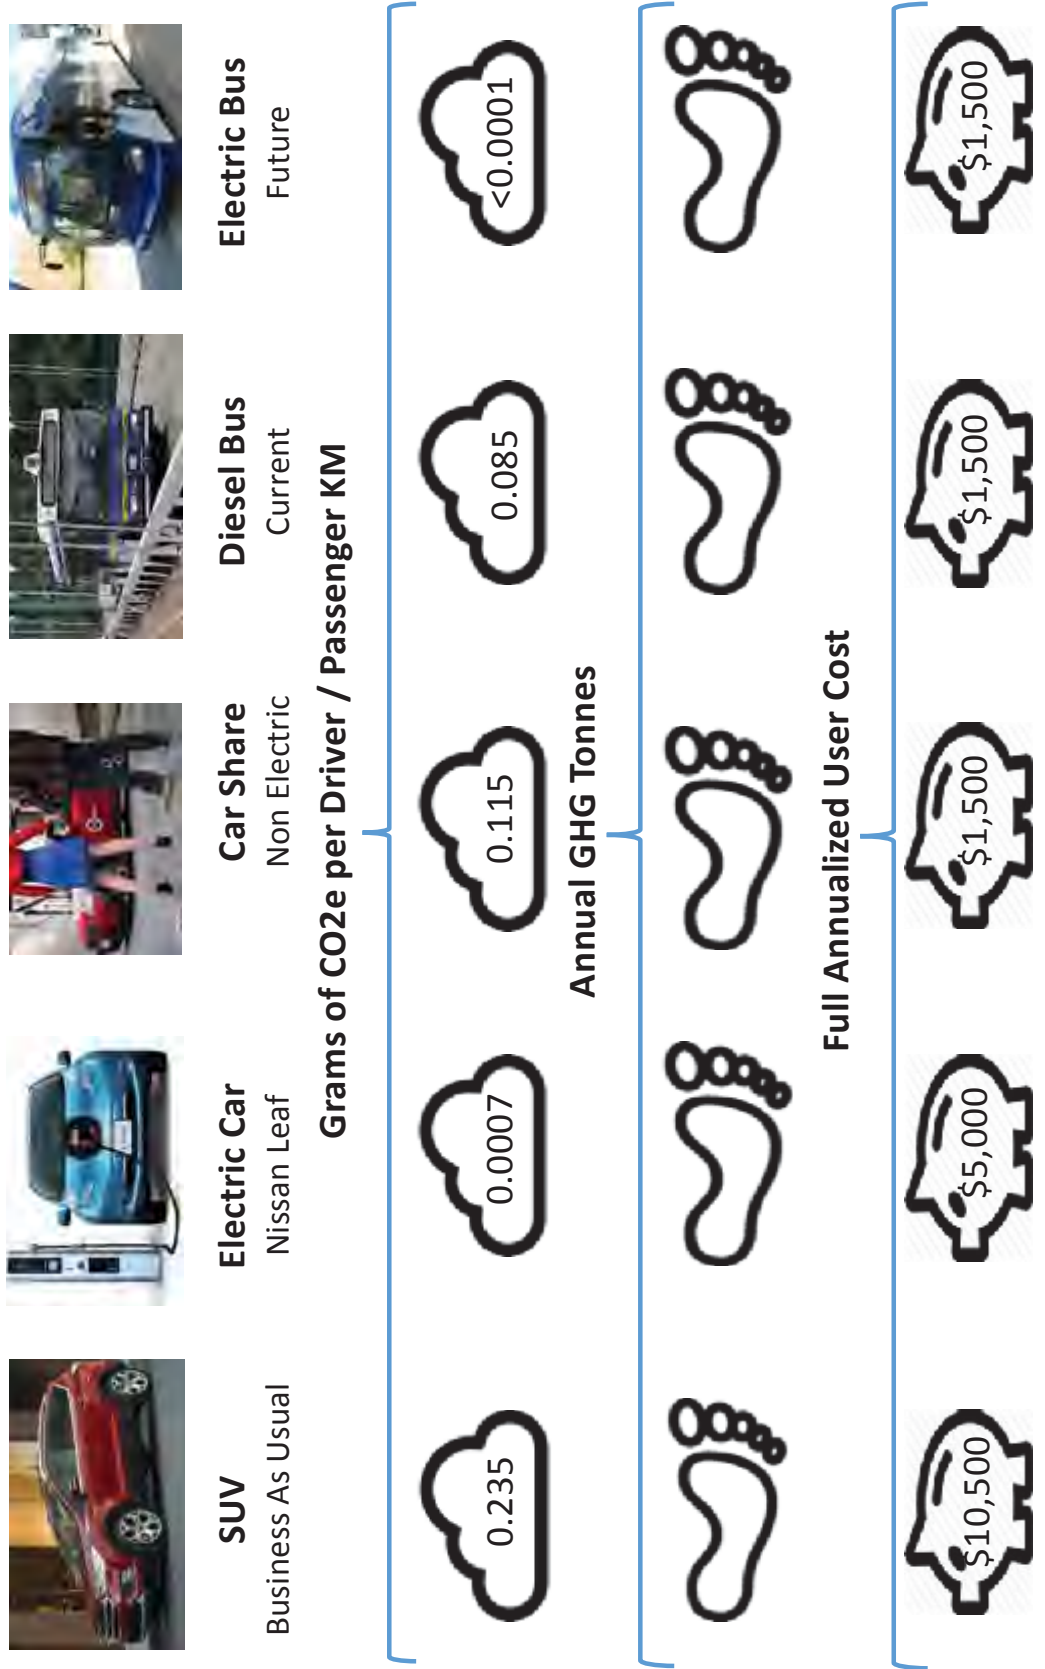 SUV
Business As Usual
Electric Car
Nissan Leaf
Car Share
Non Electric
Diesel Bus
Current
Electric Bus
Future
Grams of CO2e per Driver / Passenger KM
0.235
0.0007
0.115
0.085
<0.0001
Annual GHG Tonnes
Full Annualized User Cost
$10,500
$5,000
$1,500
$1,500
$1,500